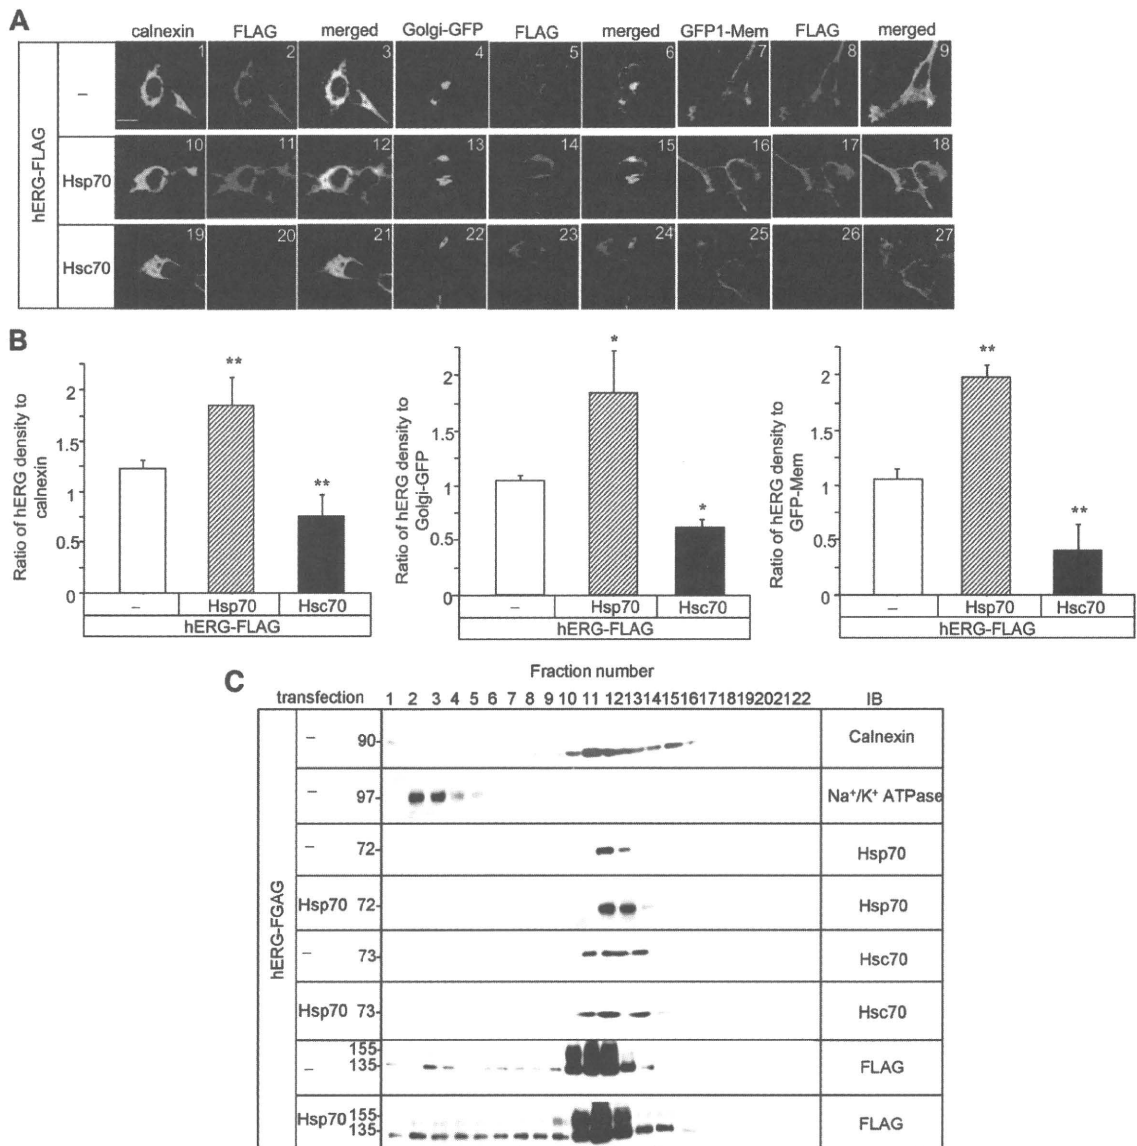 A
calnexin FLAG merged Golgi-GFP FLAG merged GFP1-Mem FLAG merged
hERG-FLAG
– 1 2 3 4 5 6 7 8 9
Hsp70 10 11 12 13 14 15 16 17 18
Hsc70 19 20 21 22 23 24 25 26 27
B
Ratio of hERG density to
calnexin
2
1.5
1
0.5
0
** **
– Hsp70 Hsc70
hERG-FLAG
Ratio of hERG density to
Golgi-GFP
2
1.5
1
0.5
0
* *
– Hsp70 Hsc70
hERG-FLAG
Ratio of hERG density to
GFP-Mem
2
1.5
1
0.5
0
** **
– Hsp70 Hsc70
hERG-FLAG
C
Fraction number
transfection 1 2 3 4 5 6 7 8 9 10 11 12 13 14 15 16 17 18 19 20 21 22 IB
hERG-FGAG
– 90- Calnexin
– 97- Na+/K+ ATPase
– 72- Hsp70
Hsp70 72- Hsp70
– 73- Hsc70
Hsp70 73- Hsc70
155-
– 135- FLAG
Hsp70 155- FLAG
135-